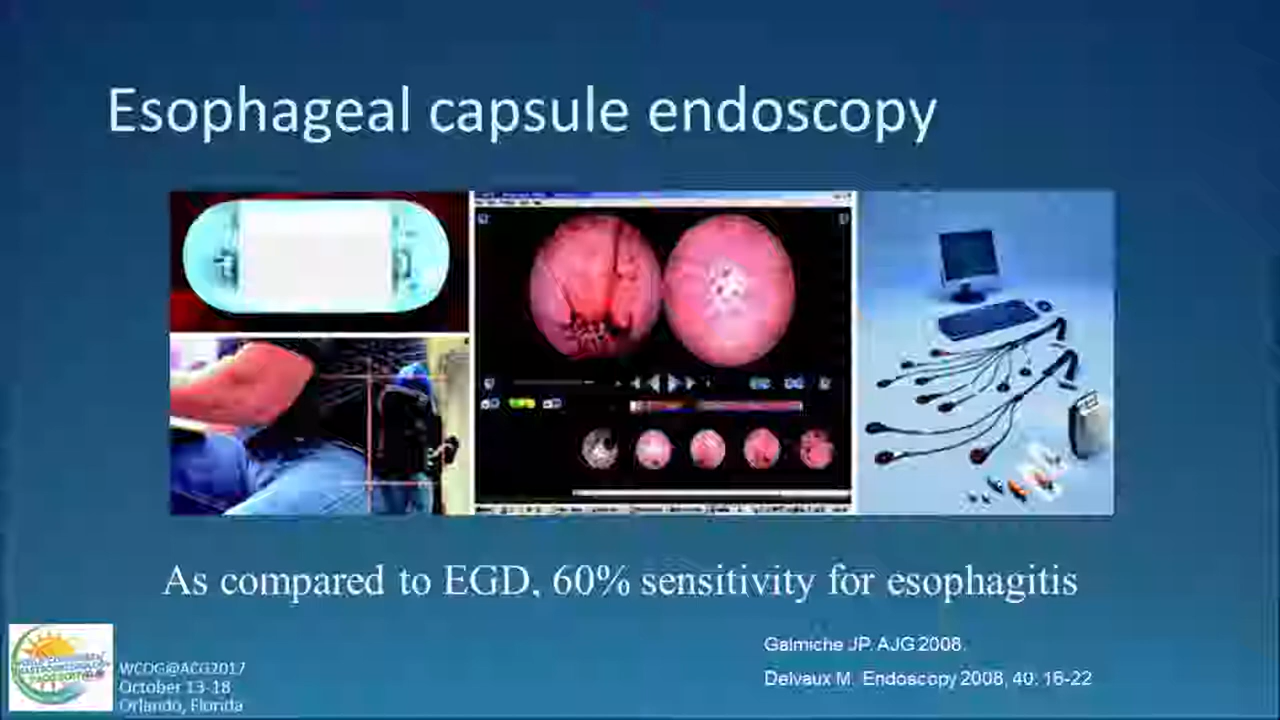 Esophageal capsule endoscopy
As compared to EGD, 60% sensitivity for esophagitis
Galmiche JP. AJG 2008.
Delvaux M. Endoscopy 2008, 40: 16-22
WCOG@ACG2017
October 13-18
Orlando, Florida